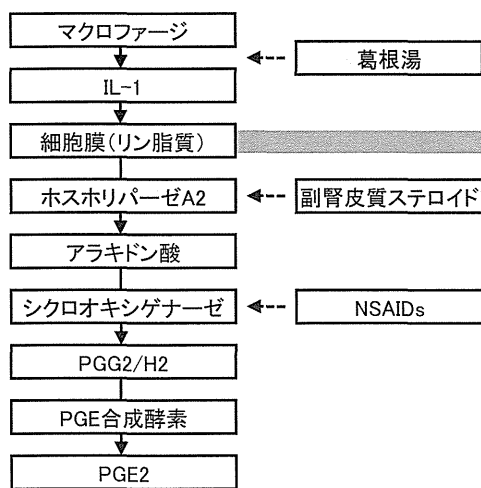 マクロファージ
葛根湯
IL-1
細胞膜(リン脂質)
ホスホリパーゼA2
副腎皮質ステロイド
アラキドン酸
シクロオキシゲナーゼ
NSAIDs
PGG2/H2
PGE合成酵素
PGE2